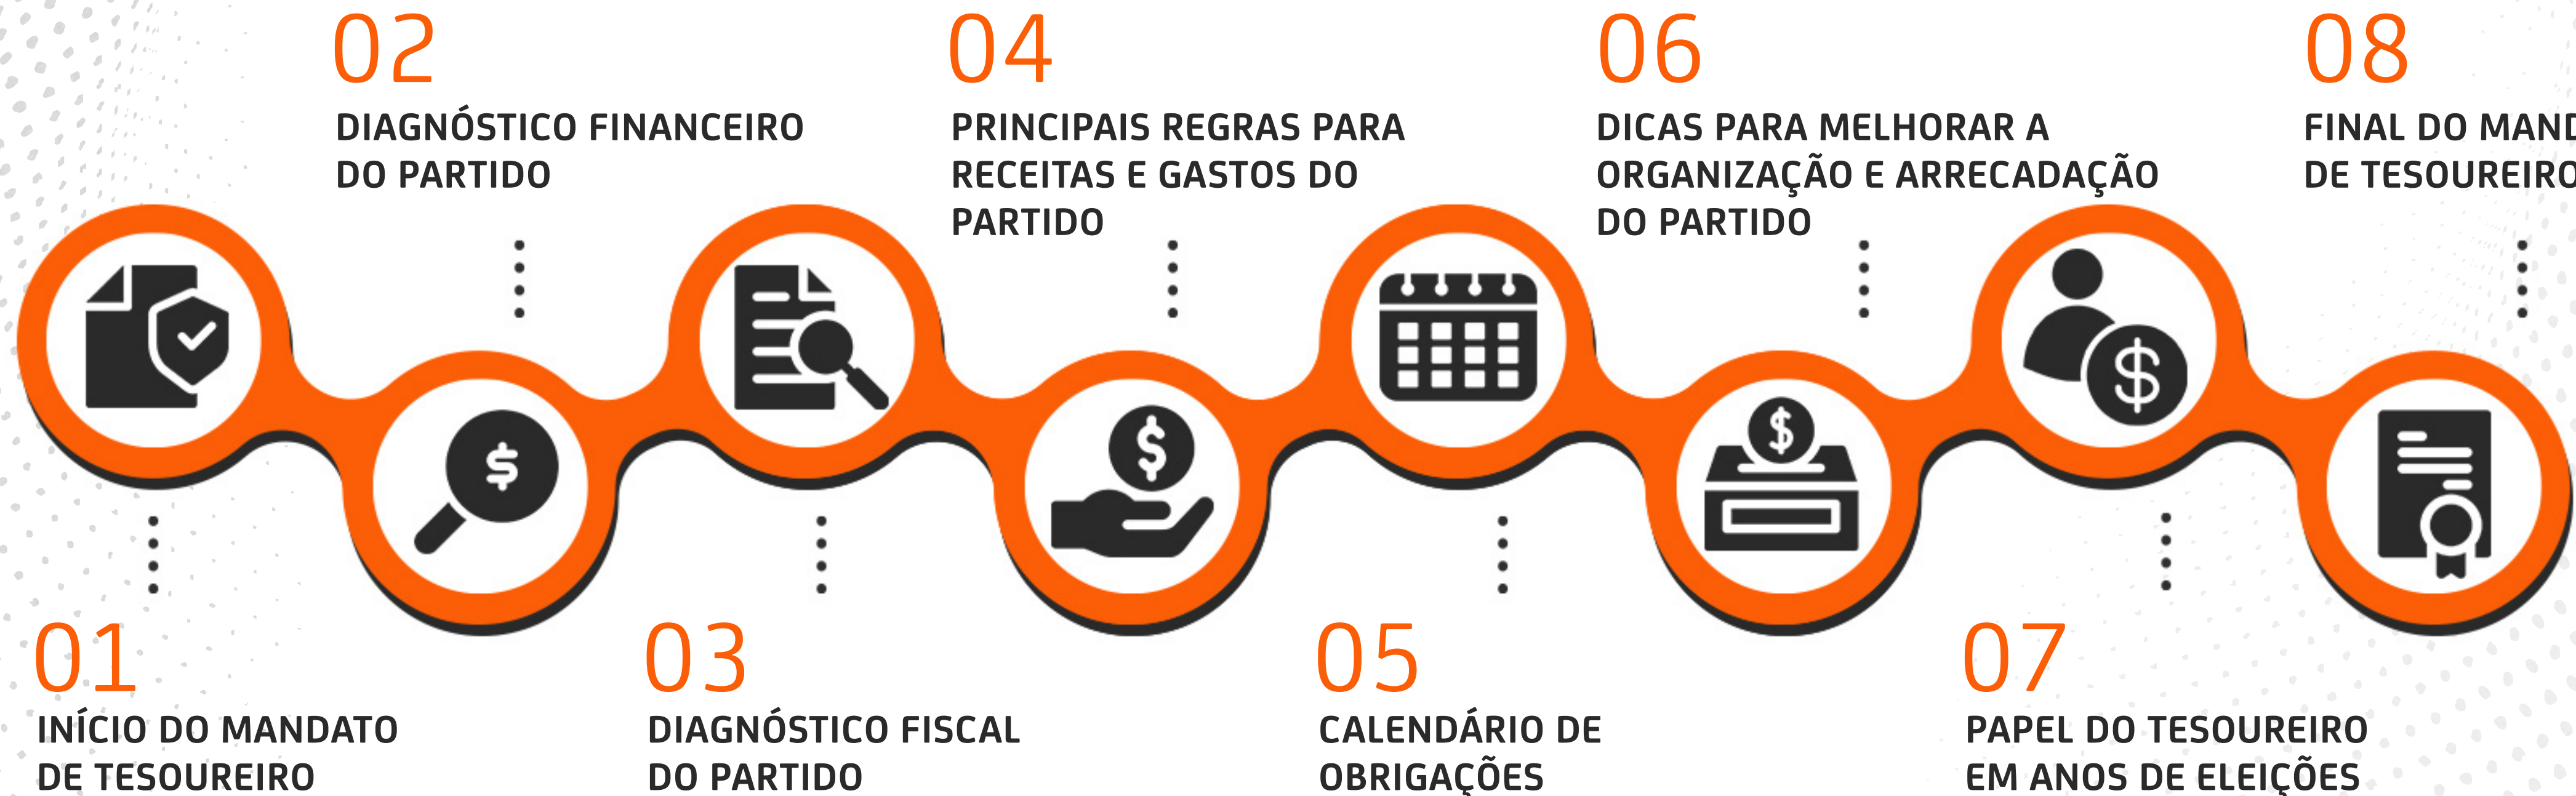 02
DIAGNÓSTICO FINANCEIRO
DO PARTIDO
04
PRINCIPAIS REGRAS PARA
RECEITAS E GASTOS DO
PARTIDO
06
DICAS PARA MELHORAR A
ORGANIZAÇÃO E ARRECADAÇÃO
DO PARTIDO
08
FINAL DO MAND
DE TESOUREIRO
$
$
$
$
01
INÍCIO DO MANDATO
DE TESOUREIRO
03
DIAGNÓSTICO FISCAL
DO PARTIDO
05
CALENDÁRIO DE
OBRIGAÇÕES
07
PAPEL DO TESOUREIRO
EM ANOS DE ELEIÇÕES